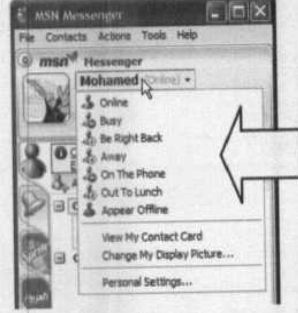 MSN Messenger
File Contacts Actions Tools Help
msn Messenger
Mohamed (Online)
Online
Busy
Be Right Back
Away
On The Phone
Out To Lunch
Appear Offline
View My Contact Card
Change My Display Picture...
Personal Settings...